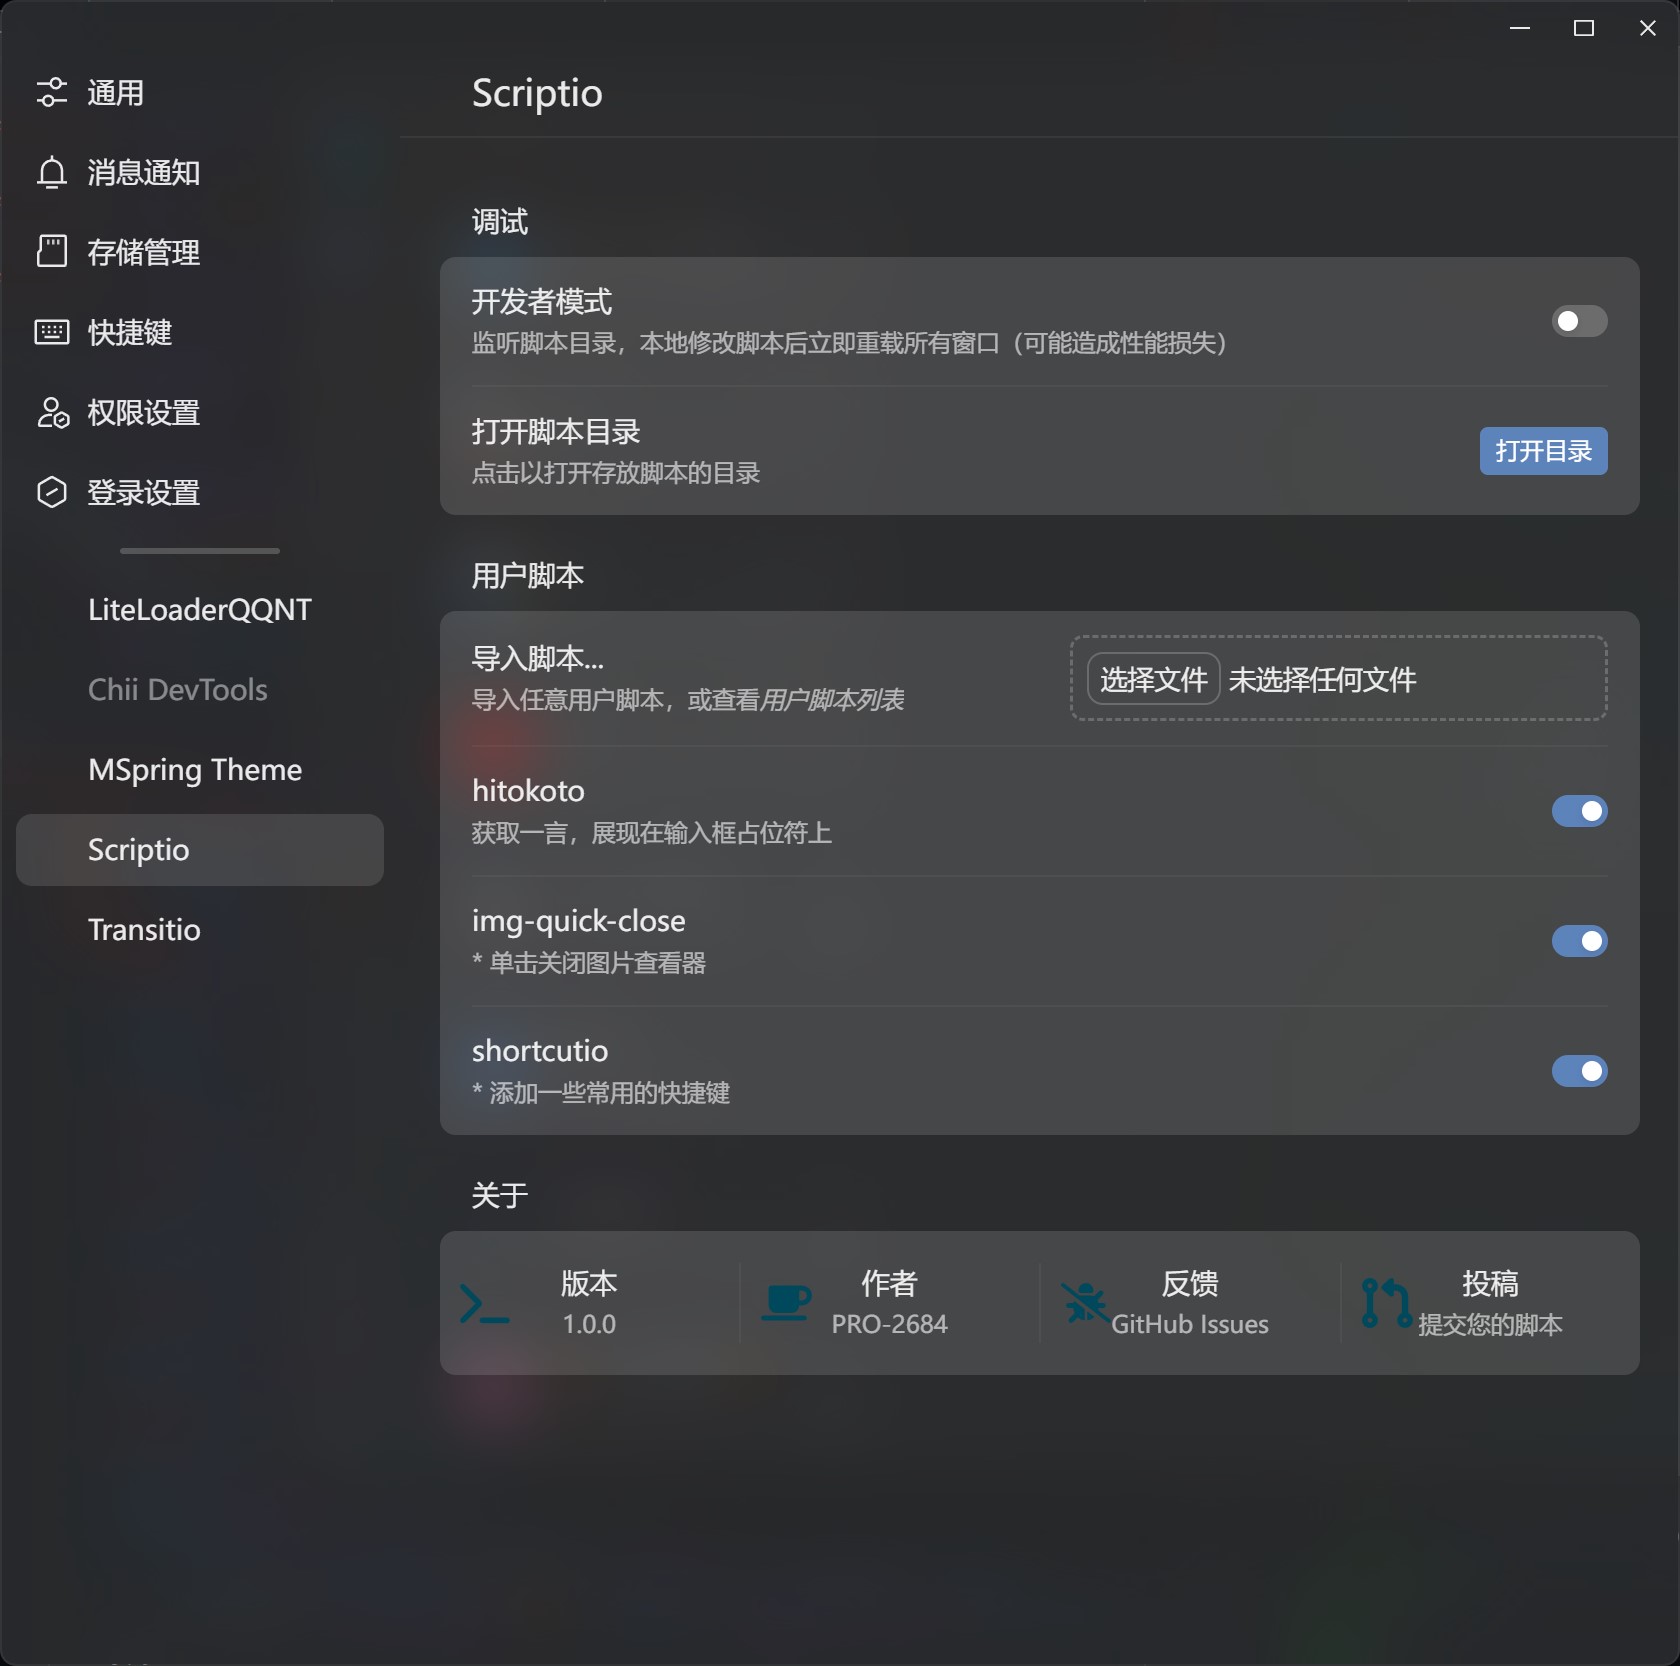 通用
消息通知
存储管理
快捷键
权限设置
登录设置
LiteLoaderQQNT
Chii DevTools
MSpring Theme
Scriptio
Transitio
Scriptio
调试
开发者模式
监听脚本目录，本地修改脚本后立即重载所有窗口（可能造成性能损失）
打开脚本目录
点击以打开存放脚本的目录
打开目录
用户脚本
导入脚本...
导入任意用户脚本，或查看用户脚本列表
选择文件 未选择任何文件
hitokoto
获取一言，展现在输入框占位符上
img-quick-close
* 单击关闭图片查看器
shortcutio
* 添加一些常用的快捷键
关于
版本
1.0.0
作者
PRO-2684
反馈
GitHub Issues
投稿
提交您的脚本